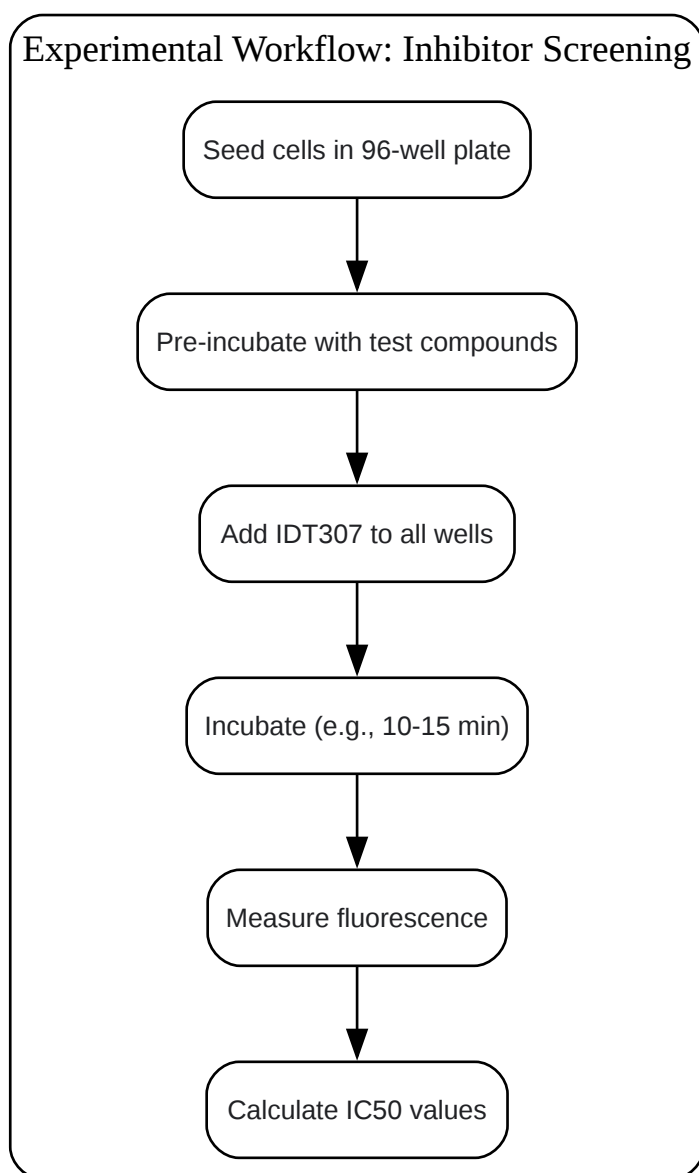 Experimental Workflow: Inhibitor Screening
Seed cells in 96-well plate
Pre-incubate with test compounds
Add IDT307 to all wells
Incubate (e.g., 10-15 min)
Measure fluorescence
Calculate IC50 values